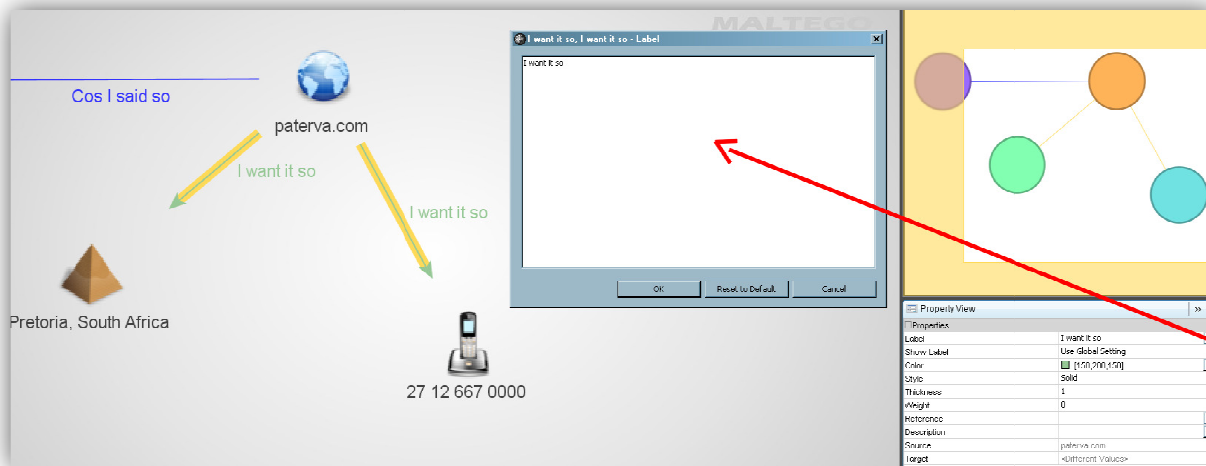 MALTEGO
Cos I said so
paterva.com
I want it so
I want it so
Pretoria, South Africa
27 12 667 0000
I want it so, I want it so - Label
I want it so
OK
Reset to Default
Cancel
Property View
»
Properties
Label I want it so
Show Label Use Global Setting
Color [150,200,150]
Style Solid
Thickness 1
Weight 0
Reference
Description
Source paterva.com
Target <Different Values>